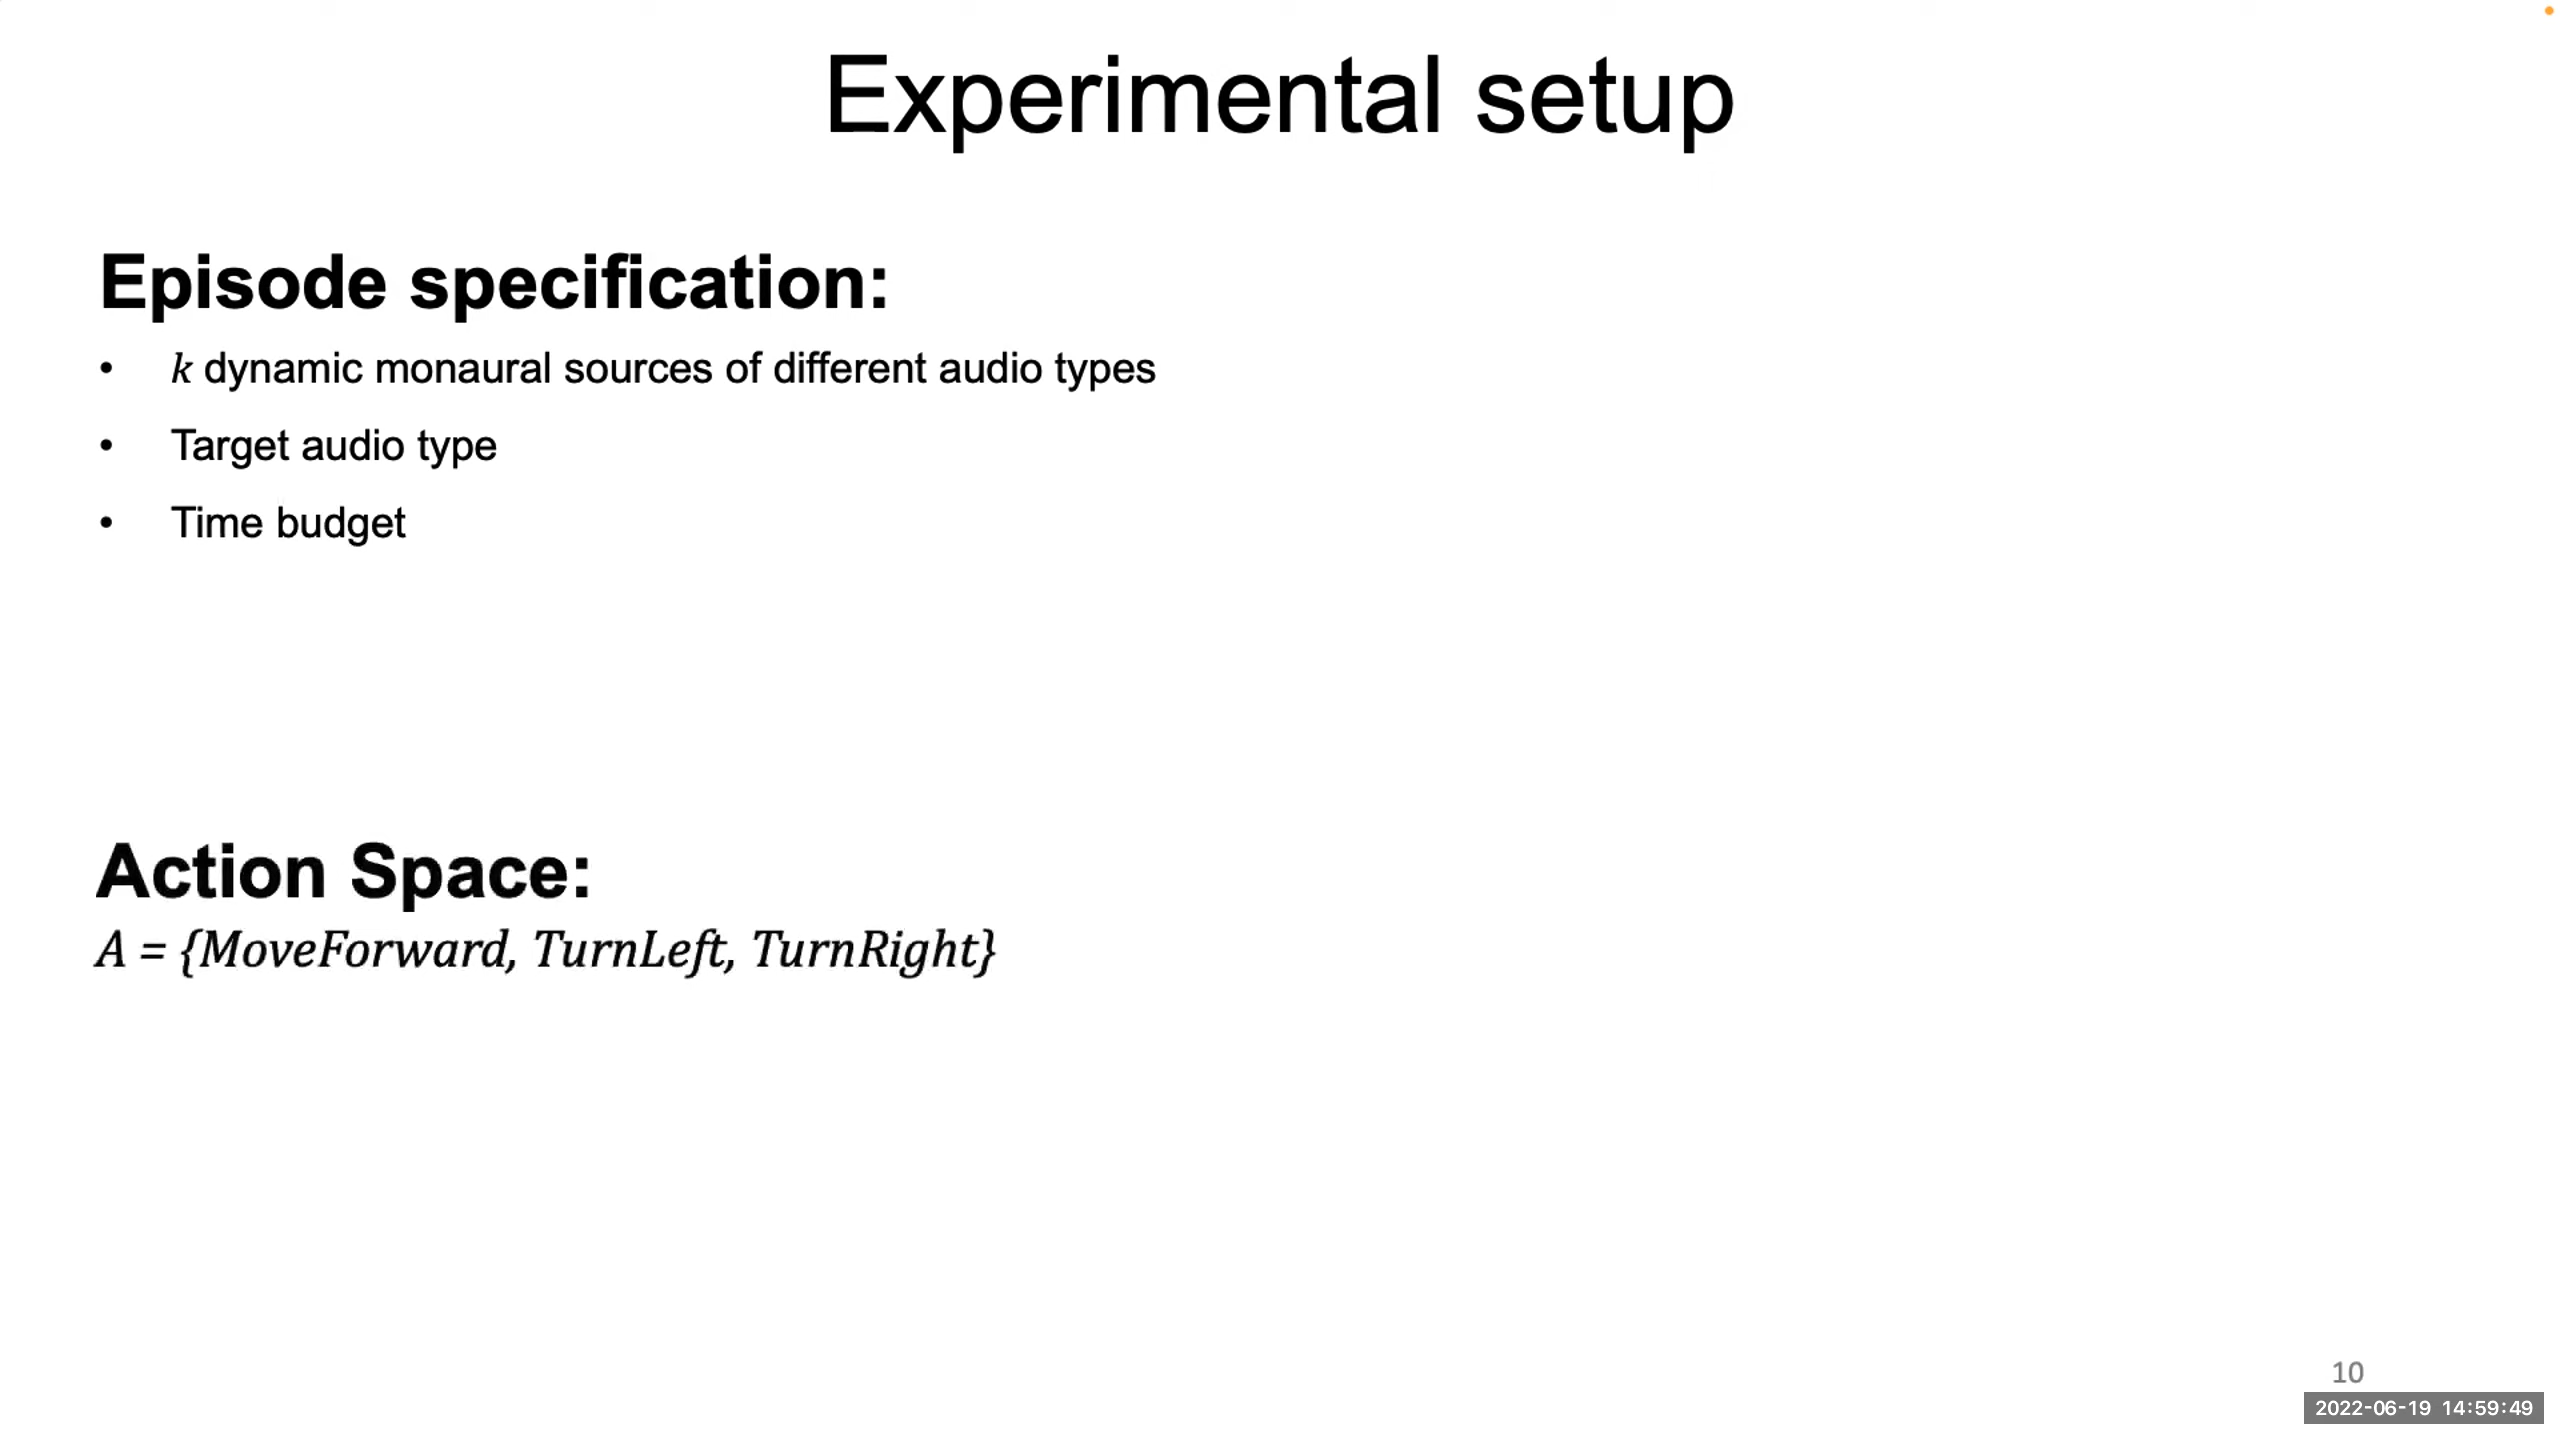 Experimental setup
Episode specification:
• k dynamic monaural sources of different audio types
• Target audio type
• Time budget
Action Space:
A = {MoveForward, TurnLeft, TurnRight}
10
2022-06-19 14:59:49